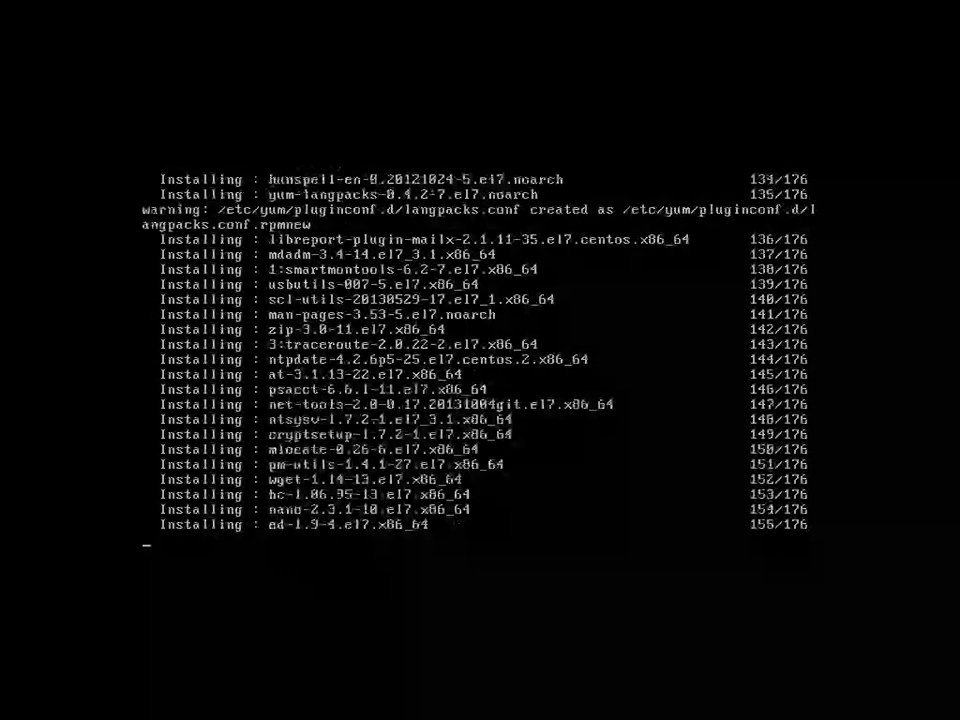 Installing : hunspell-en-0.20121024-5.el7.noarch 134/176
Installing : yum-langpacks-0.4.2-7.el7.noarch 135/176
warning: /etc/yum/pluginconf.d/langpacks.conf created as /etc/yum/pluginconf.d/l
angpacks.conf.rpmnew
Installing : libreport-plugin-mailx-2.1.11-35.el7.centos.x86_64 136/176
Installing : mdadm-3.4-14.el7_3.1.x86_64 137/176
Installing : 1:smartmontools-6.2-7.el7.x86_64 138/176
Installing : usbutils-007-5.el7.x86_64 139/176
Installing : scl-utils-20130529-17.el7_1.x86_64 140/176
Installing : man-pages-3.53-5.el7.noarch 141/176
Installing : zip-3.0-11.el7.x86_64 142/176
Installing : 3:traceroute-2.0.22-2.el7.x86_64 143/176
Installing : ntpdate-4.2.6p5-25.el7.centos.2.x86_64 144/176
Installing : at-3.1.13-22.el7.x86_64 145/176
Installing : psacct-6.6.1-11.el7.x86_64 146/176
Installing : net-tools-2.0-0.17.20131004git.el7.x86_64 147/176
Installing : ntsysv-1.7.2-1.el7_3.1.x86_64 148/176
Installing : cryptsetup-1.7.2-1.el7.x86_64 149/176
Installing : mlocate-0.26-6.el7.x86_64 150/176
Installing : pm-utils-1.4.1-27.el7.x86_64 151/176
Installing : wget-1.14-13.el7.x86_64 152/176
Installing : bc-1.06.95-13.el7.x86_64 153/176
Installing : nano-2.3.1-10.el7.x86_64 154/176
Installing : ed-1.9-4.el7.x86_64 155/176